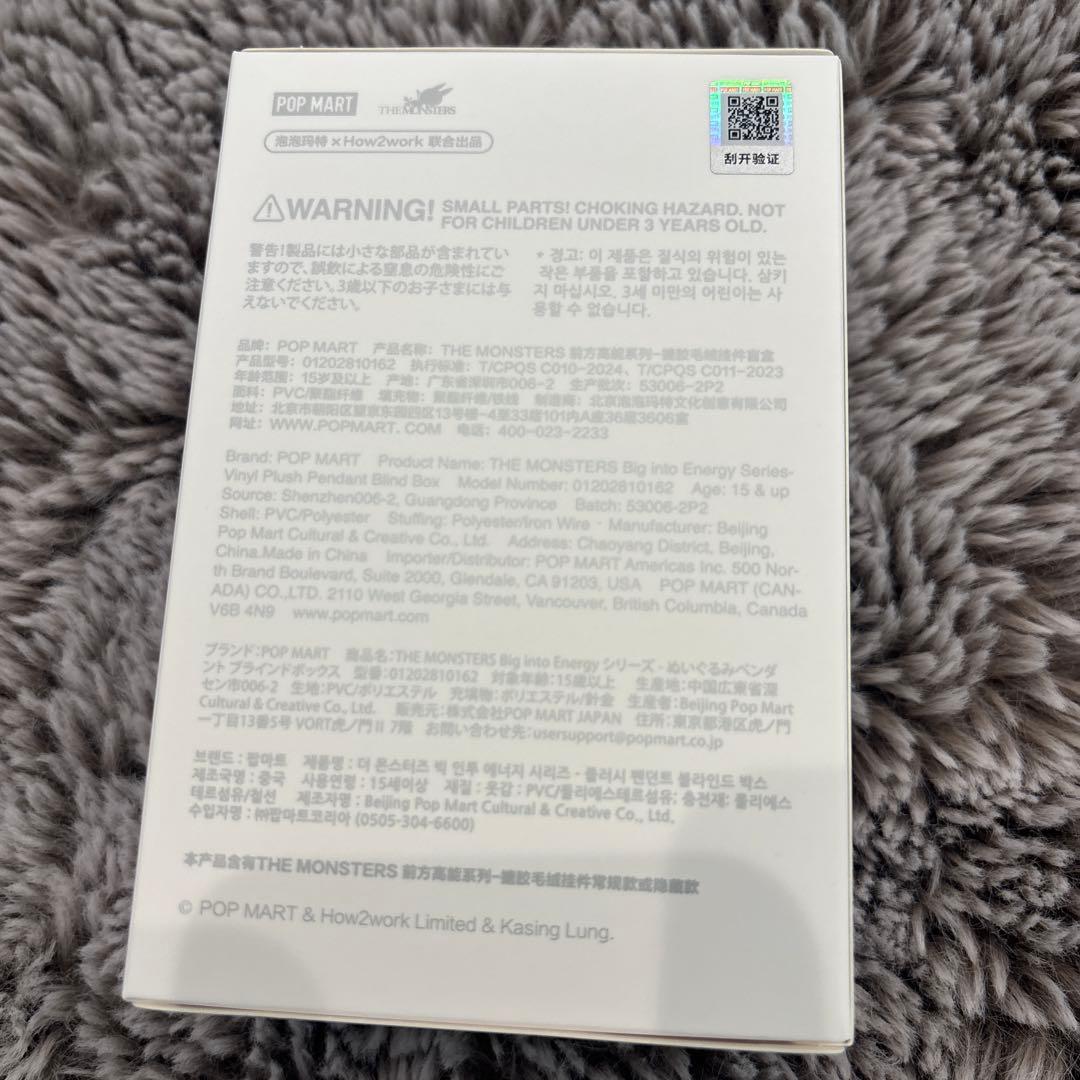 POP MART THE MONSTERS
泡泡玛特×How2work 联合出品
刮开验证
WARNING! SMALL PARTS! CHOKING HAZARD. NOT
FOR CHILDREN UNDER 3 YEARS OLD.
警告!製品には小さな部品が含まれてい
ますので、誤飲による窒息の危険性にご
注意ください。3歳以下のお子さまには与
えないでください。
* 경고: 이 제품은 질식의 위험이 있는
작은 부품을 포함하고 있습니다. 삼키
지 마십시오. 3세 미만의 어린이는 사
용할 수 없습니다.
品牌: POP MART 产品名称: THE MONSTERS 前方高能系列-搪胶毛绒挂件盲盒
产品型号: 01202810162 执行标准: T/CPQS C010-2024、T/CPQS C011-2023
年龄范围: 15岁及以上 产地: 广东省深圳市006-2 生产批次: 53006-2P2
面料: PVC/聚酯纤维 填充物: 聚酯纤维/铁线 制造商: 北京泡泡玛特文化创意有限公司
地址: 北京市朝阳区望京东园四区13号楼-4至33层101内A座36层3606室
网址: WWW.POPMART. COM 电话: 400-023-2233
Brand: POP MART Product Name: THE MONSTERS Big into Energy Series-
Vinyl Plush Pendant Blind Box Model Number: 01202810162 Age: 15 & up
Source: Shenzhen006-2, Guangdong Province Batch: 53006-2P2
Shell: PVC/Polyester Stuffing: Polyester/Iron Wire · Manufacturer: Beijing
Pop Mart Cultural & Creative Co., Ltd. Address: Chaoyang District, Beijing,
China.Made in China Importer/Distributor: POP MART Americas Inc. 500 Nor-
th Brand Boulevard, Suite 2000, Glendale, CA 91203, USA POP MART (CAN-
ADA) CO.,LTD. 2110 West Georgia Street, Vancouver, British Columbia, Canada
V6B 4N9 www.popmart.com
ブランド:POP MART 商品名:THE MONSTERS Big into Energy シリーズ - ぬいぐるみペンダ
ント ブラインドボックス 型番:01202810162 対象年齢:15歳以上 生産地:中国広東省深
セン市006-2 生地:PVC/ポリエステル 充填物:ポリエステル/針金 生産者:Beijing Pop Mart
Cultural & Creative Co., Ltd. 販売元:株式会社POP MART JAPAN 住所:東京都港区虎ノ門
一丁目13番5号 VORT虎ノ門Ⅱ 7階 お問い合わせ先:usersupport@popmart.co.jp
브랜드 : 팝마트 제품명 : 더 몬스터즈 빅 인투 에너지 시리즈 - 플러시 펜던트 블라인드 박스
제조국명 : 중국 사용연령 : 15세이상 재질 : 옷감 : PVC/폴리에스테르섬유; 충전재: 폴리에스
테르섬유/철선 제조자명 : Beijing Pop Mart Cultural & Creative Co., Ltd.
수입자명 : ㈜팝마트코리아 (0505-304-6600)
本产品含有THE MONSTERS 前方高能系列-搪胶毛绒挂件常规款或隐藏款
© POP MART & How2work Limited & Kasing Lung.